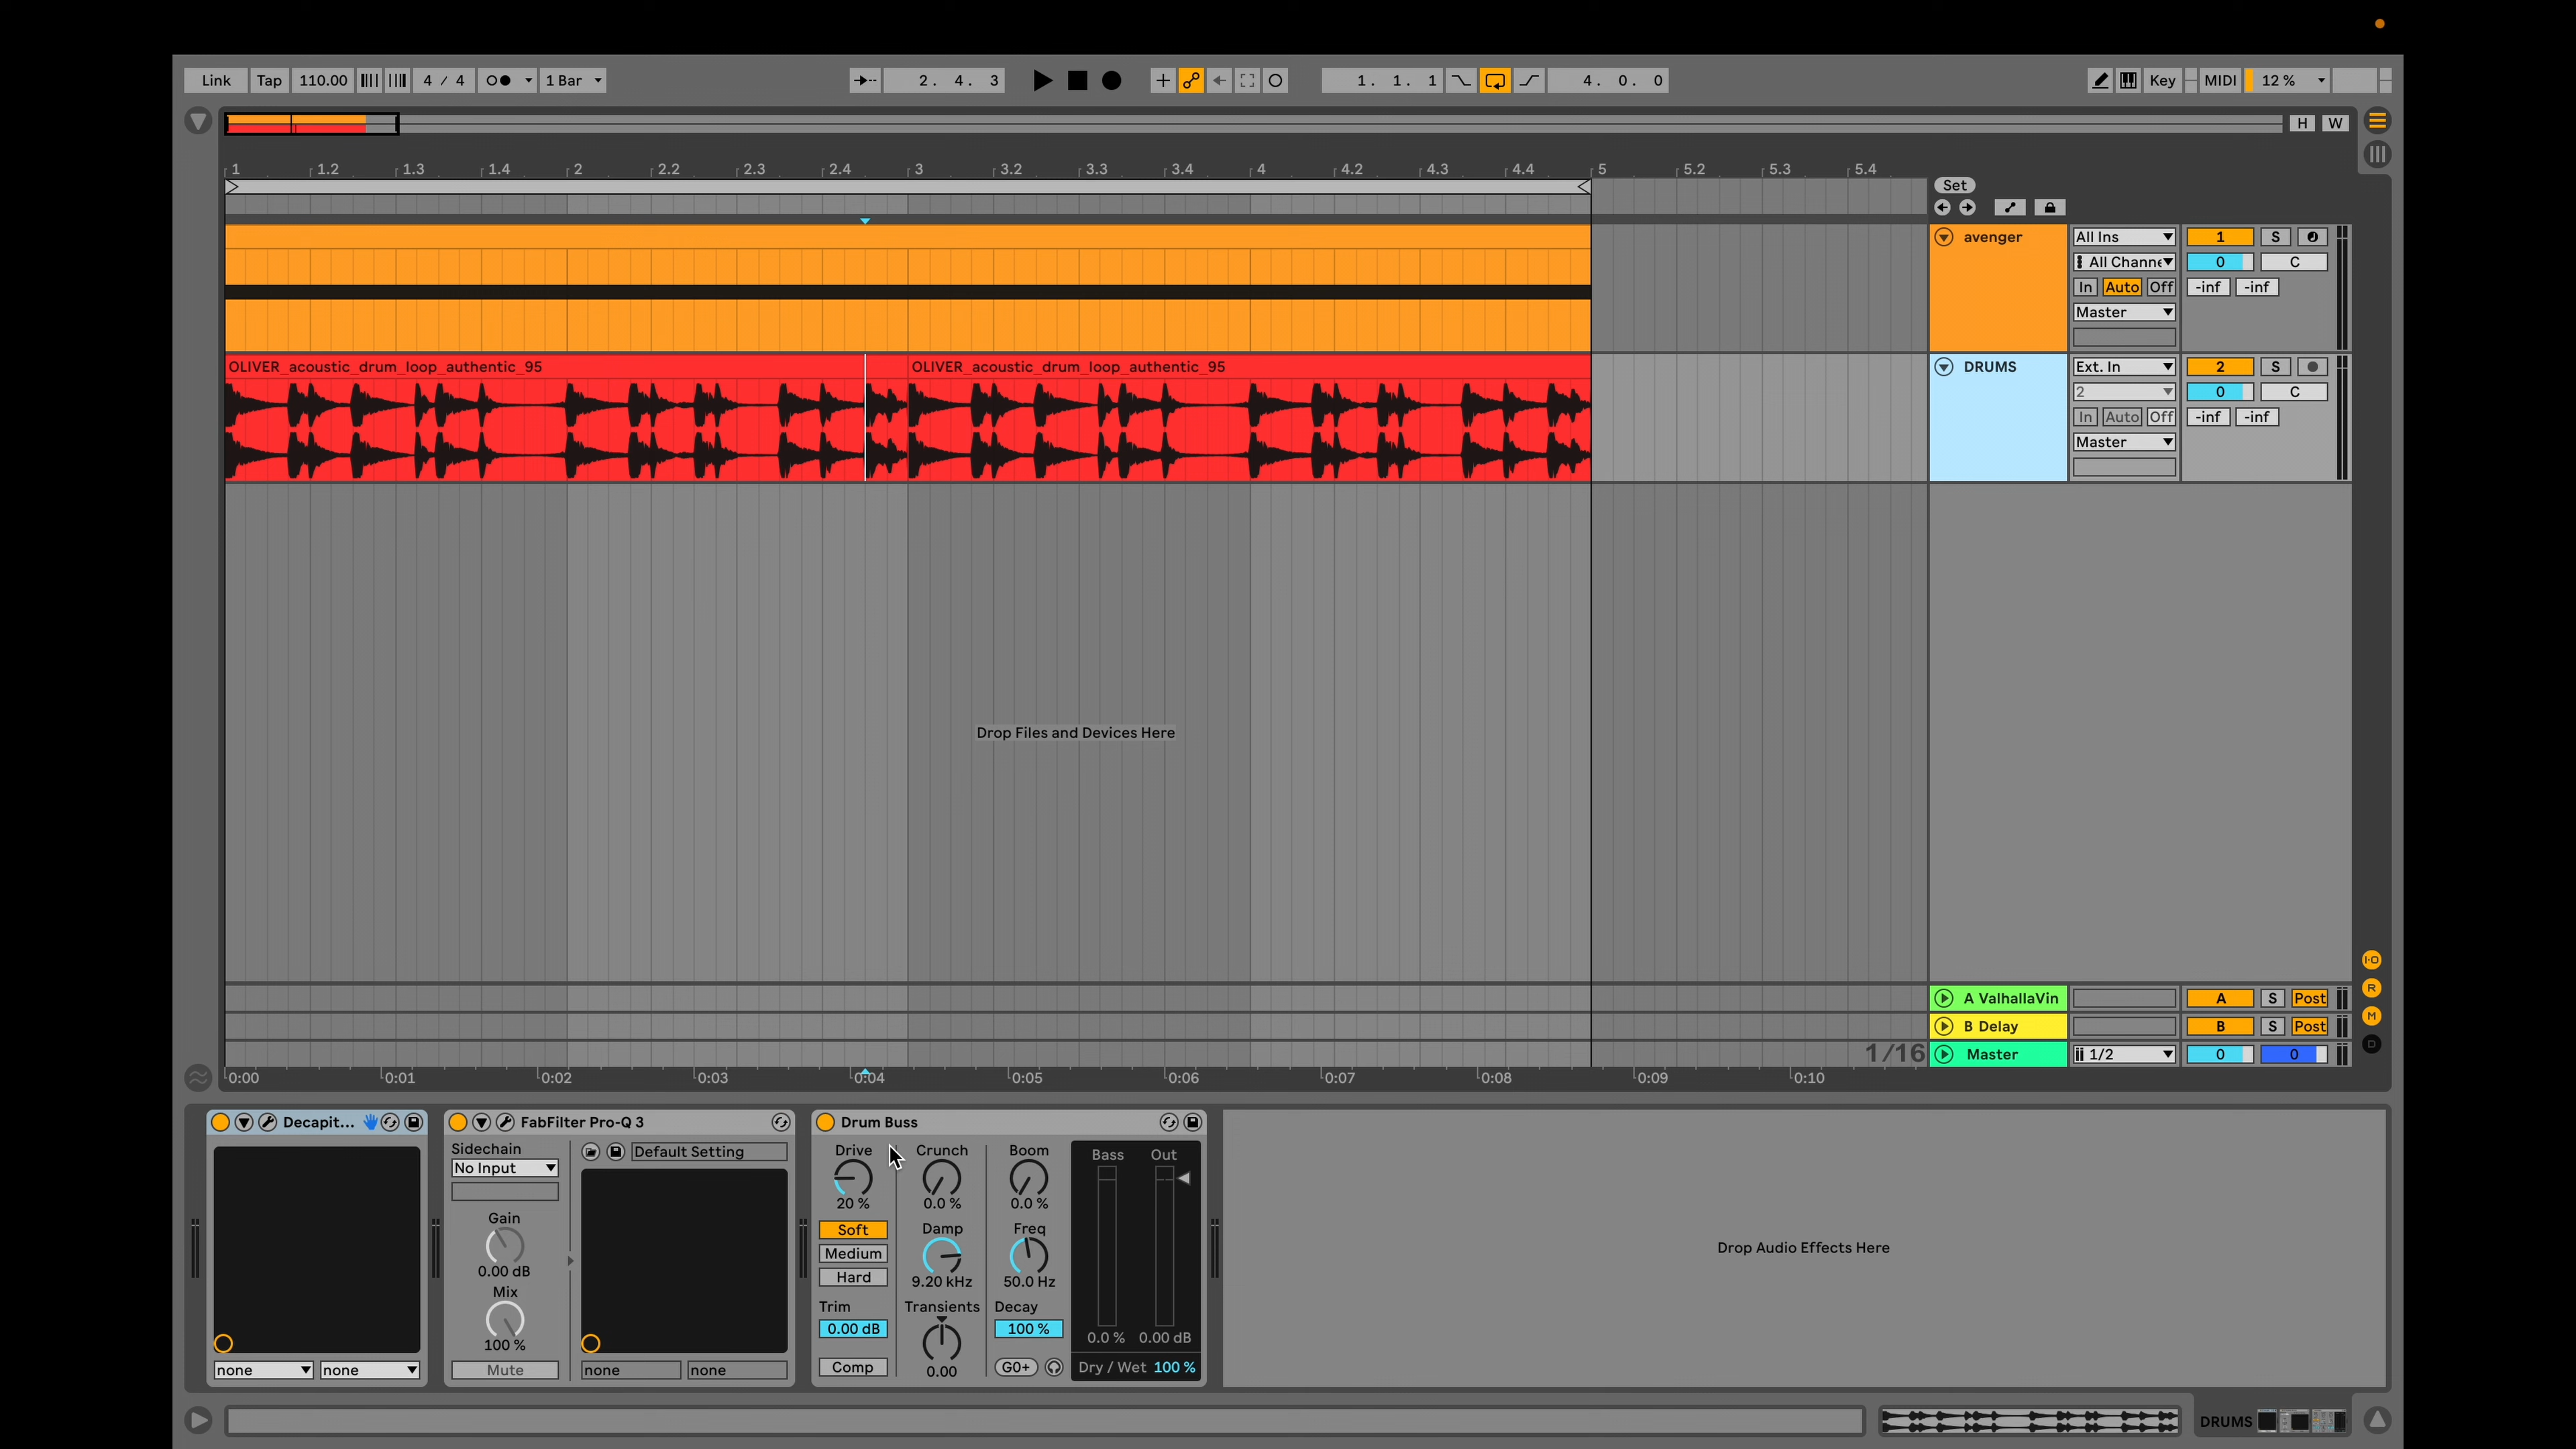 Link Tap 110.00 4 / 4 1 Bar 2. 4. 3 1. 1. 1 4. 0. 0 Key MIDI 12 %
H W
1 1.2 1.3 1.4 2 2.2 2.3 2.4 3 3.2 3.3 3.4 4 4.2 4.3 4.4 5 5.2 5.3 5.4
Set
avenger All Ins 1 S
All Channe 0 C
In Auto Off -inf -inf
Master
OLIVER_acoustic_drum_loop_authentic_95 OLIVER_acoustic_drum_loop_authentic_95 DRUMS Ext. In 2 S
2 0 C
In Auto Off -inf -inf
Master
Drop Files and Devices Here
I·O
A ValhallaVin A S Post
R
M
B Delay B S Post
D
1/16 Master 1/2 0 0
0:00 0:01 0:02 0:03 0:04 0:05 0:06 0:07 0:08 0:09 0:10
Decapit... FabFilter Pro-Q 3 Drum Buss
Sidechain Default Setting Drive Crunch Boom Bass Out
No Input
20 % 0.0 % 0.0 %
Gain Soft Damp Freq
Medium
0.00 dB Hard 9.20 kHz 50.0 Hz
Drop Audio Effects Here
Mix Trim Transients Decay
0.00 dB 100 %
100 % 0.0 % 0.00 dB
none none Mute none none Comp 0.00 G0+ Dry / Wet 100 %
DRUMS